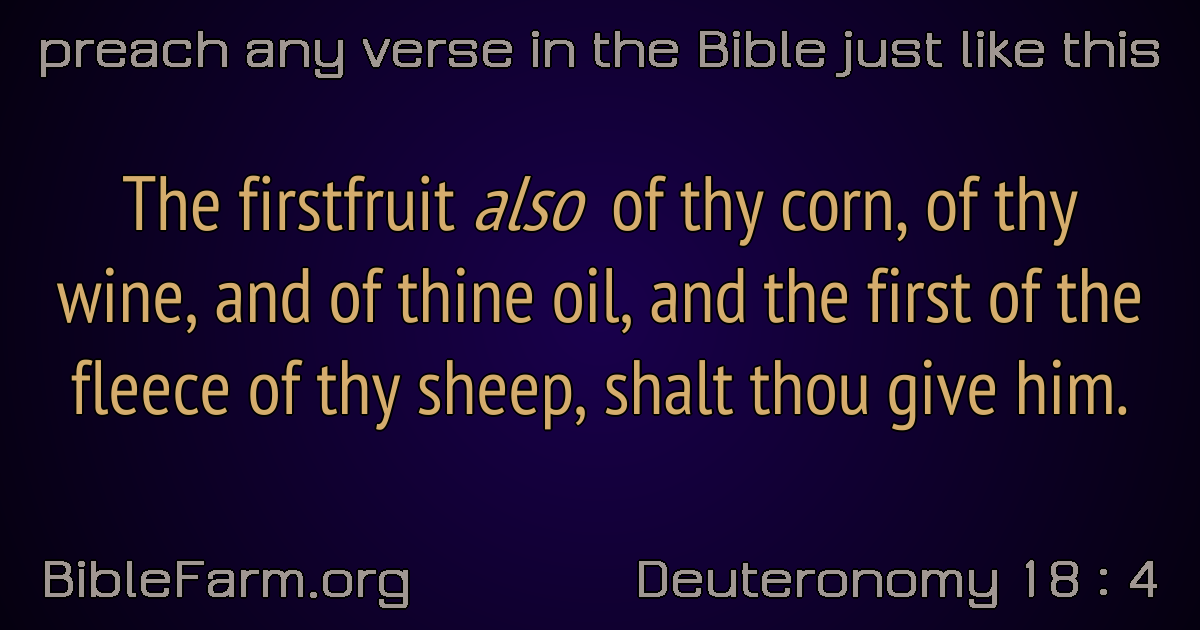 preach any verse in the Bible just like this
The firstfruit also of thy corn, of thy
wine, and of thine oil, and the first of the
fleece of thy sheep, shalt thou give him.
BibleFarm.org
Deuteronomy 18 : 4